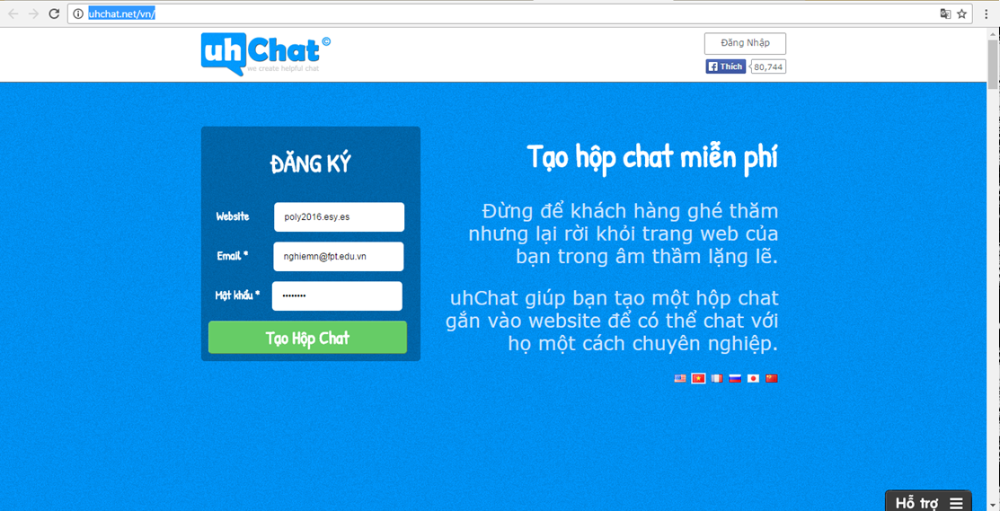 uhchat.net/vn/
uhChat©
we create helpful chat
Đăng Nhập
Thích 80,744
ĐĂNG KÝ
Website poly2016.esy.es
Email * nghiemn@fpt.edu.vn
Mật khẩu * ••••••••
Tạo Hộp Chat
Tạo hộp chat miễn phí
Đừng để khách hàng ghé thăm
nhưng lại rời khỏi trang web của
bạn trong âm thầm lặng lẽ.
uhChat giúp bạn tạo một hộp chat
gắn vào website để có thể chat với
họ một cách chuyên nghiệp.
Hỗ trợ